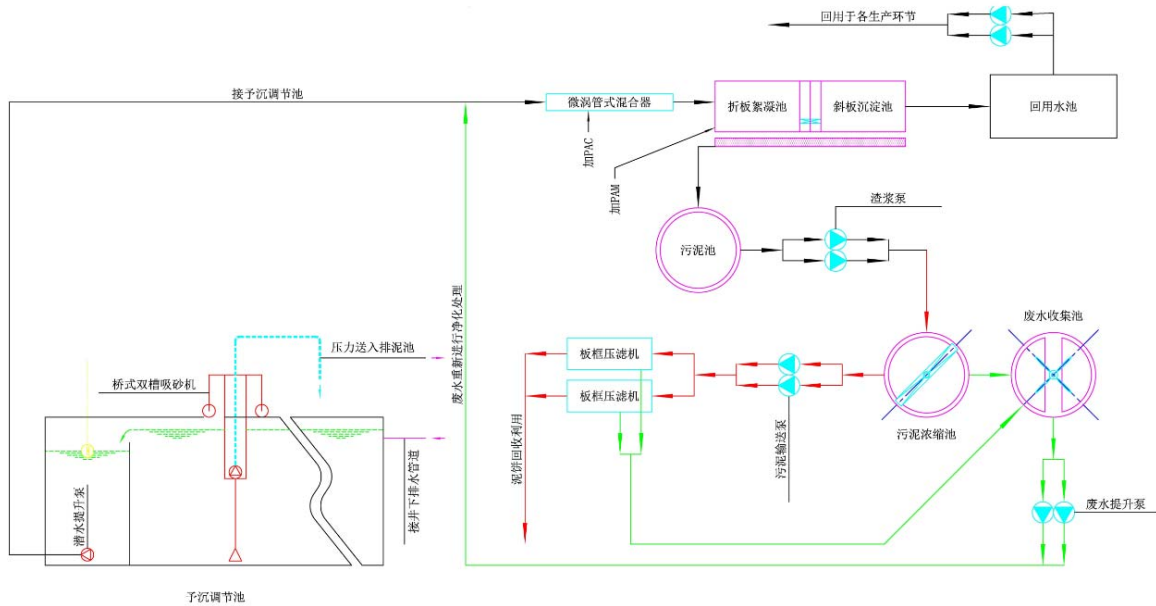 回用于各生产环节
接予沉调节池
微涡管式混合器
折板絮凝池
斜板沉淀池
回用水池
加PAC
加PAM
渣浆泵
污泥池
废水重新进行净化处理
废水收集池
压力送入排泥池
板框压滤机
桥式双槽吸砂机
板框压滤机
污泥浓缩池
泥饼回收利用
污泥输送泵
接井下排水管道
潜水提升泵
废水提升泵
予沉调节池